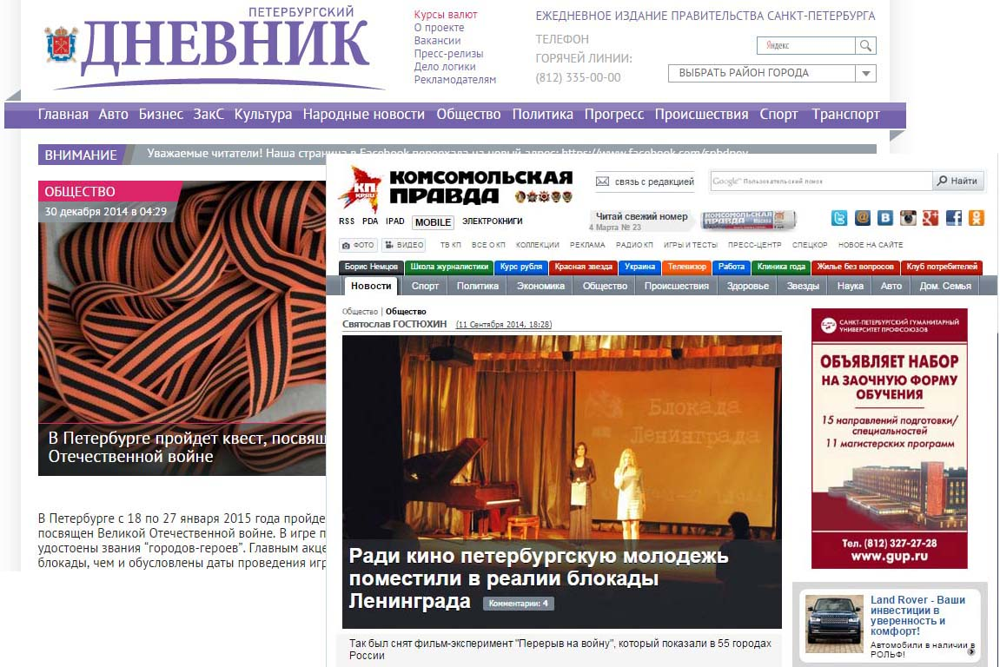 ПЕТЕРБУРГСКИЙ
ДНЕВНИК
Курсы валют
О проекте
Вакансии
Пресс-релизы
Дело логики
Рекламодателям
ЕЖЕДНЕВНОЕ ИЗДАНИЕ ПРАВИТЕЛЬСТВА САНКТ-ПЕТЕРБУРГА
ТЕЛЕФОН
ГОРЯЧЕЙ ЛИНИИ:
(812) 335-00-00
Яндекс
ВЫБРАТЬ РАЙОН ГОРОДА
Главная Авто Бизнес ЗакС Культура Народные новости Общество Политика Прогресс Происшествия Спорт Транспорт
ВНИМАНИЕ Уважаемые читатели! Наша страница в Facebook переехала на новый адрес: https://www.facebook.com/spbdnev
ОБЩЕСТВО
30 декабря 2014 в 04:29
В Петербурге пройдет квест, посвящ
Отечественной войне
В Петербурге с 18 по 27 января 2015 года пройде
посвящен Великой Отечественной войне. В игре п
удостоены звания “городов-героев”. Главным акце
блокады, чем и обусловлены даты проведения игр
КП
KP.RU
КОМСОМОЛЬСКАЯ
ПРАВДА
связь с редакцией
Google™ Пользовательский поиск
Найти
RSS PDA IPAD MOBILE ЭЛЕКТРОКНИГИ
Читай свежий номер
4 Марта № 23
КОМСОМОЛЬСКАЯ
ПРАВДА Москва
ФОТО ВИДЕО ТВ КП ВСЕ О КП КОЛЛЕКЦИИ РЕКЛАМА РАДИО КП ИГРЫ И ТЕСТЫ ПРЕСС-ЦЕНТР СПЕЦКОР НОВОЕ НА САЙТЕ
Борис Немцов Школа журналистики Курс рубля Красная звезда Украина Телевизор Работа Клиника года Жилье без вопросов Клуб потребителей
Новости Спорт Политика Экономика Общество Происшествия Здоровье Звезды Наука Авто Дом. Семья
Общество | Общество
Святослав ГОСТЮХИН (11 Сентября 2014, 18:28)
Блокада
Ленинграда
Ради кино петербургскую молодежь
поместили в реалии блокады
Ленинграда Комментарии: 4
Так был снят фильм-эксперимент "Перерыв на войну", который показали в 55 городах
России
САНКТ-ПЕТЕРБУРГСКИЙ ГУМАНИТАРНЫЙ
УНИВЕРСИТЕТ ПРОФСОЮЗОВ
ОБЪЯВЛЯЕТ НАБОР
НА ЗАОЧНУЮ ФОРМУ
ОБУЧЕНИЯ
15 направлений подготовки/
специальностей
11 магистерских программ
Тел. (812) 327-27-28
www.gup.ru
Land Rover - Ваши
инвестиции в
уверенность и
комфорт!
Автомобили в наличии в
РОЛЬФ!